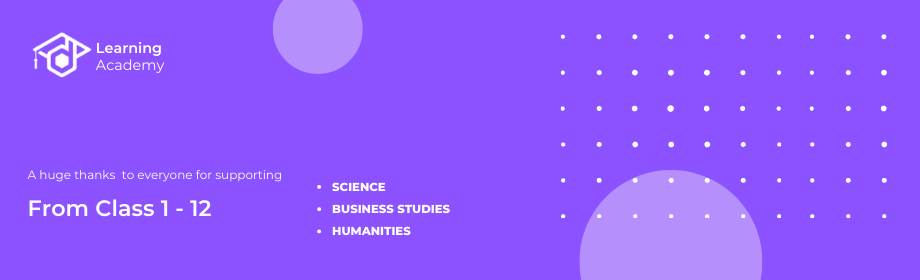 Learning
Academy
A huge thanks  to everyone for supporting
From Class 1 - 12
• SCIENCE
• BUSINESS STUDIES
• HUMANITIES